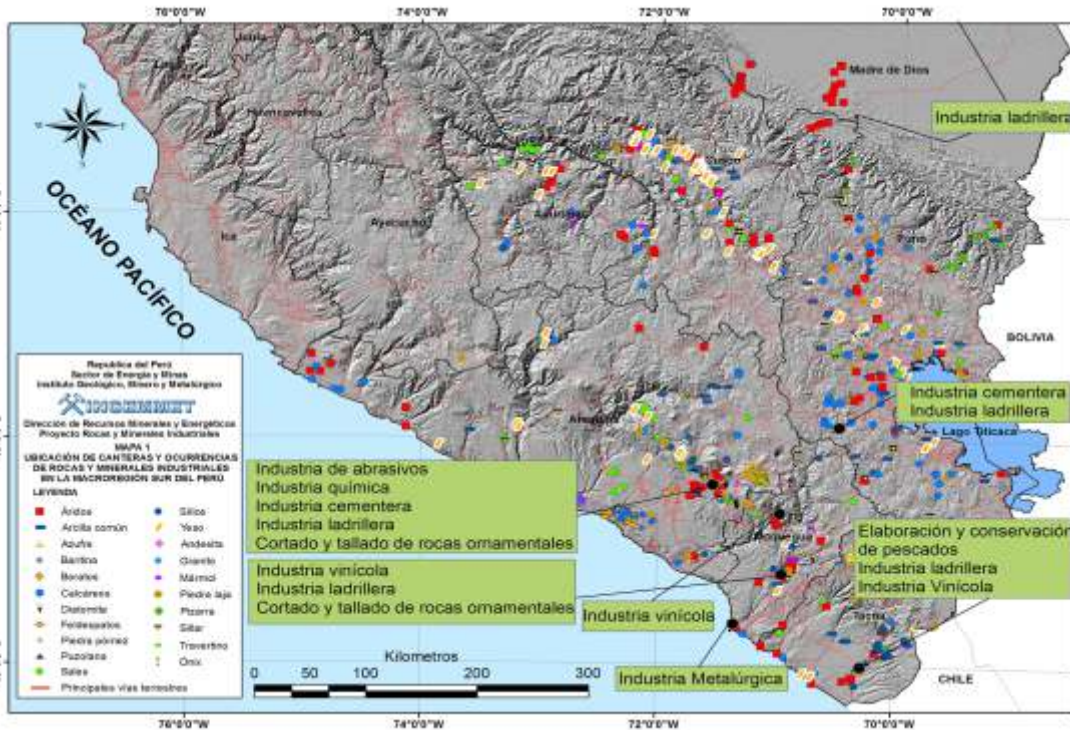 76°0'0"W 74°0'0"W 72°0'0"W 70°0'0"W
Madre de Dios
Industria ladrillera
OCÉANO PACÍFICO
Ica
Ayacucho
Cusco
Puno
BOLIVIA
Industria cementera
Industria ladrillera
Lago Titicaca
Arequipa
República del Perú
Sector de Energía y Minas
Instituto Geológico, Minero y Metalúrgico
INGEMMET
Dirección de Recursos Minerales y Energéticos
Proyecto Rocas y Minerales Industriales
MAPA 1
UBICACIÓN DE CANTERAS Y OCURRENCIAS
DE ROCAS Y MINERALES INDUSTRIALES
EN LA MACROREGIÓN SUR DEL PERÚ
LEYENDA
Áridos
Arcilla común
Azufre
Baritina
Boratos
Calcáreos
Diatomita
Feldespatos
Piedra pómez
Puzolana
Sales
Sílice
Yeso
Andesita
Granito
Mármol
Piedra laja
Pizarra
Sillar
Travertino
Ónix
Principales vías terrestres
Industria de abrasivos
Industria química
Industria cementera
Industria ladrillera
Cortado y tallado de rocas ornamentales
Industria vinícola
Industria ladrillera
Cortado y tallado de rocas ornamentales
Moquegua
Elaboración y conservación
de pescados
Industria ladrillera
Industria Vinícola
Industria vinícola
Tacna
Industria Metalúrgica
CHILE
Kilometros
0 50 100 200 300
76°0'0"W 74°0'0"W 72°0'0"W 70°0'0"W